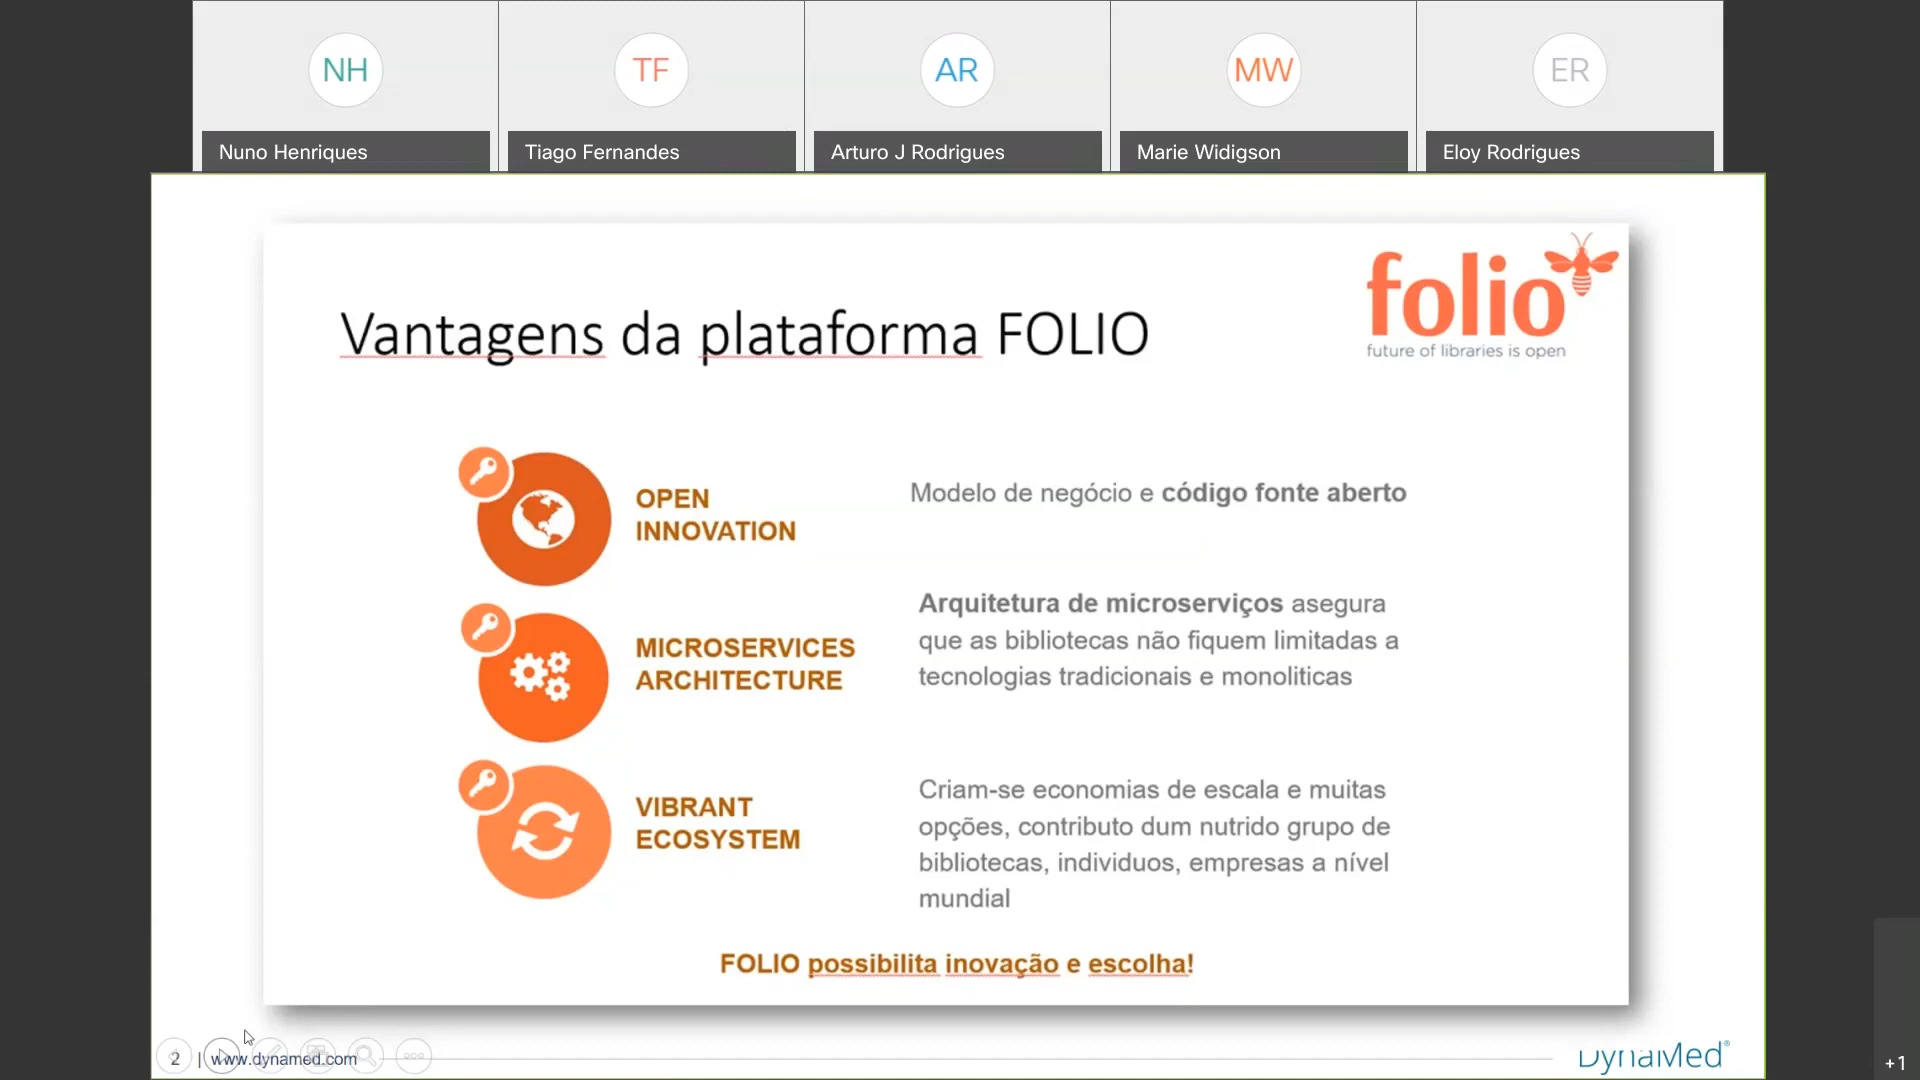 NH
TF
AR
MW
ER
Nuno Henriques
Tiago Fernandes
Arturo J Rodrigues
Marie Widigson
Eloy Rodrigues
folio
future of libraries is open
Vantagens da plataforma FOLIO
OPEN
INNOVATION
Modelo de negócio e código fonte aberto
MICROSERVICES
ARCHITECTURE
Arquitetura de microserviços asegura
que as bibliotecas não fiquem limitadas a
tecnologias tradicionais e monoliticas
VIBRANT
ECOSYSTEM
Criam-se economias de escala e muitas
opções, contributo dum nutrido grupo de
bibliotecas, individuos, empresas a nível
mundial
FOLIO possibilita inovação e escolha!
2 | www.dynamed.com
DynaMed®
+1